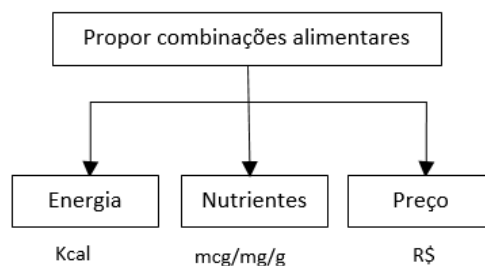 Propor combinações alimentares
Energia
Nutrientes
Preço
Kcal
mcg/mg/g
R$